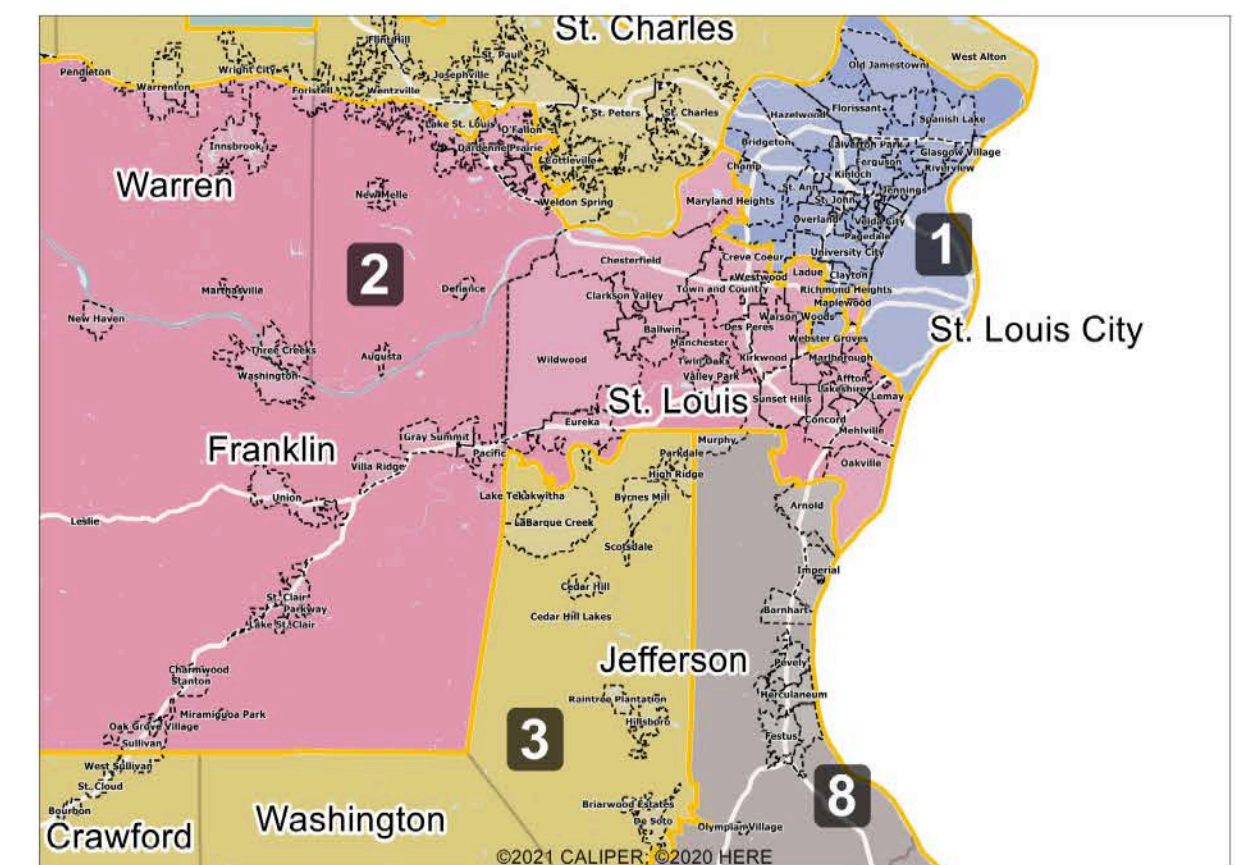 St. Charles
Flint Hill
St. Paul
West Alton
Old Jamestown
Pendleton
Wright City
Josephville
Warrenton
Foristell
Wentzville
Florissant
Hazelwood
Spanish Lake
St. Peters
St. Charles
Lake St. Louis
O'Fallon
Innsbrook
Dardenne Prairie
Bridgeton
Calverton Park
Glasgow Village
Ferguson
Cottleville
Champ
Kinloch
Riverview
Warren
St. Ann
Jennings
New Melle
Weldon Spring
Maryland Heights
St. John
Overland
Velda City
Pagedale
1
University City
2
Chesterfield
Creve Coeur
Westwood
Ladue
Clayton
Marthasville
Defiance
Clarkson Valley
Town and Country
Richmond Heights
Maplewood
New Haven
Warson Woods
St. Louis City
Ballwin
Des Peres
Manchester
Webster Groves
Three Creeks
Augusta
Wildwood
Twin Oaks
Kirkwood
Marlborough
Washington
Valley Park
Affton
Lakeshire
St. Louis
Sunset Hills
Lemay
Eureka
Concord
Mehlville
Franklin
Gray Summit
Pacific
Murphy
Villa Ridge
Parkdale
Oakville
High Ridge
Union
Lake Tekakwitha
Byrnes Mill
Arnold
Leslie
LaBarque Creek
Scotsdale
Imperial
Cedar Hill
St. Clair
Parkway
Barnhart
Lake St. Clair
Cedar Hill Lakes
Jefferson
Pevely
Charmwood
Stanton
Raintree Plantation
Herculaneum
Miramiguoa Park
Hillsboro
Oak Grove Village
3
Festus
Sullivan
West Sullivan
St. Cloud
8
Bourbon
Briarwood Estates
Washington
De Soto
Olympian Village
Crawford
©2021 CALIPER; ©2020 HERE